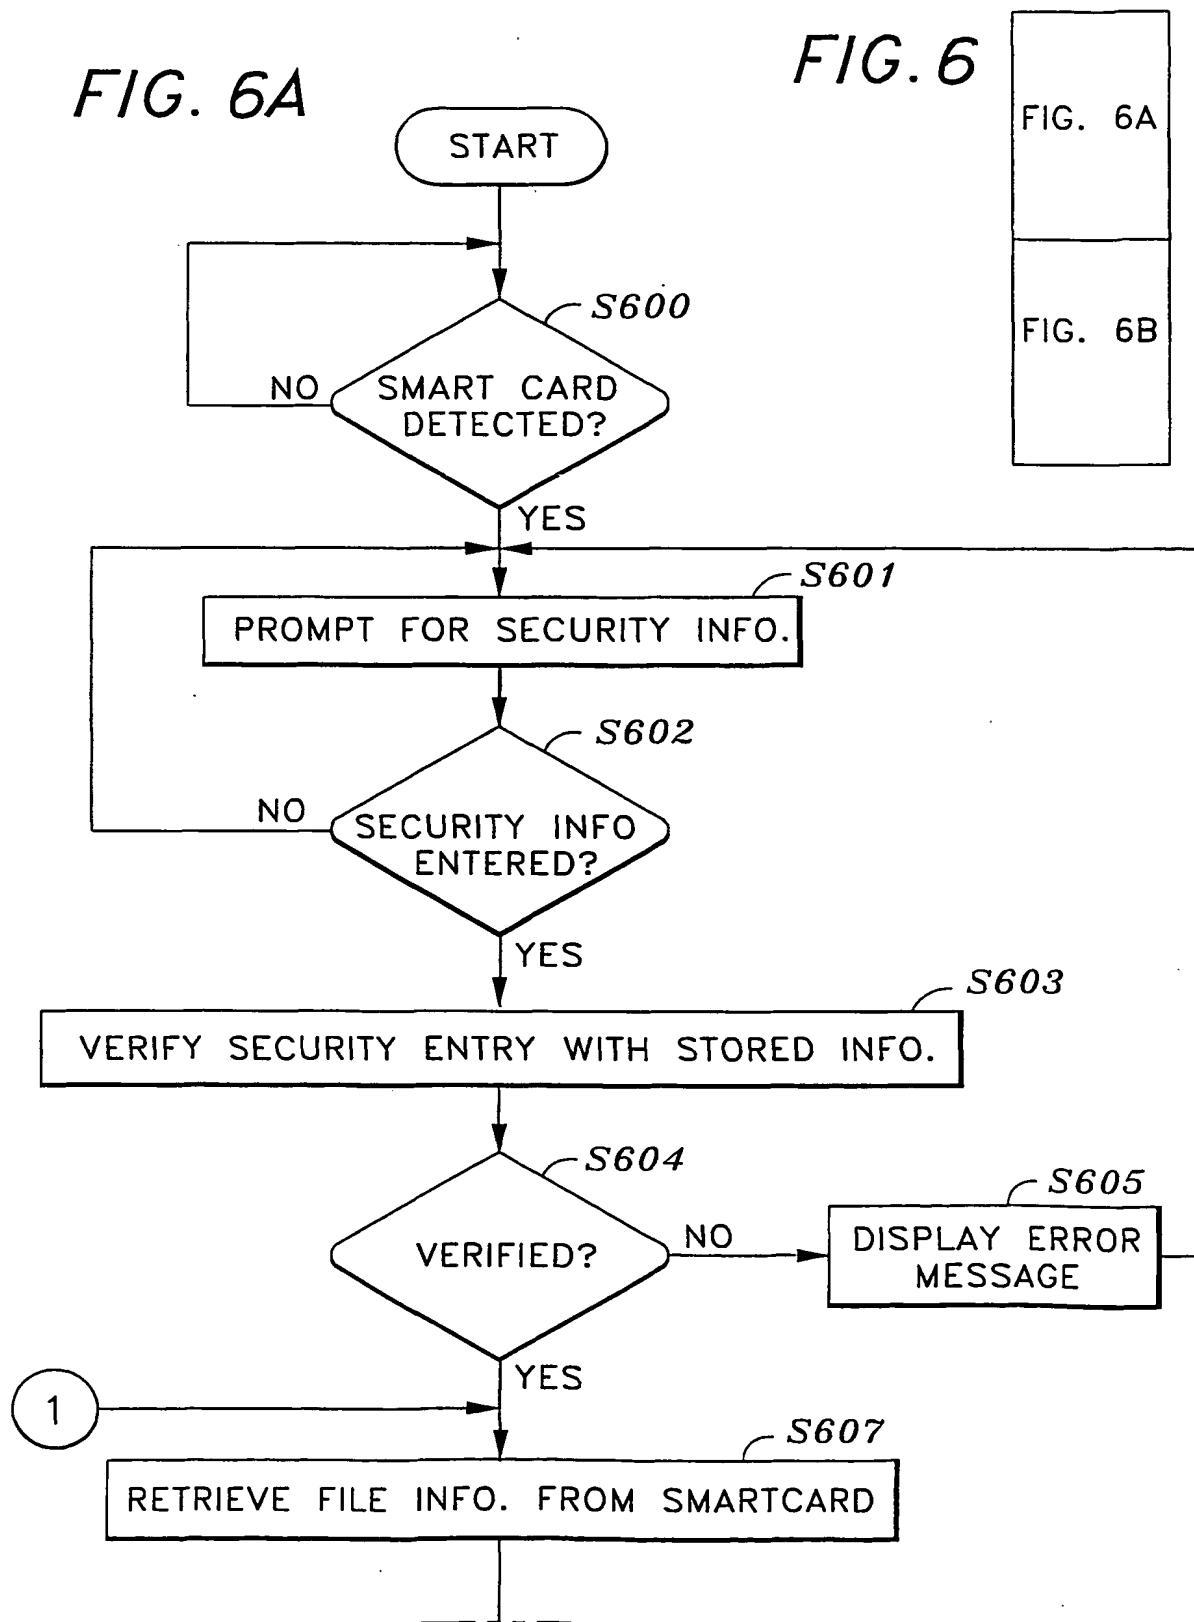 FIG. 6A
FIG. 6
FIG. 6A
FIG. 6B
START
S600
SMART CARD
DETECTED?
NO
YES
S601
PROMPT FOR SECURITY INFO.
S602
SECURITY INFO
ENTERED?
NO
YES
S603
VERIFY SECURITY ENTRY WITH STORED INFO.
S604
VERIFIED?
NO
S605
DISPLAY ERROR
MESSAGE
YES
1
S607
RETRIEVE FILE INFO. FROM SMARTCARD